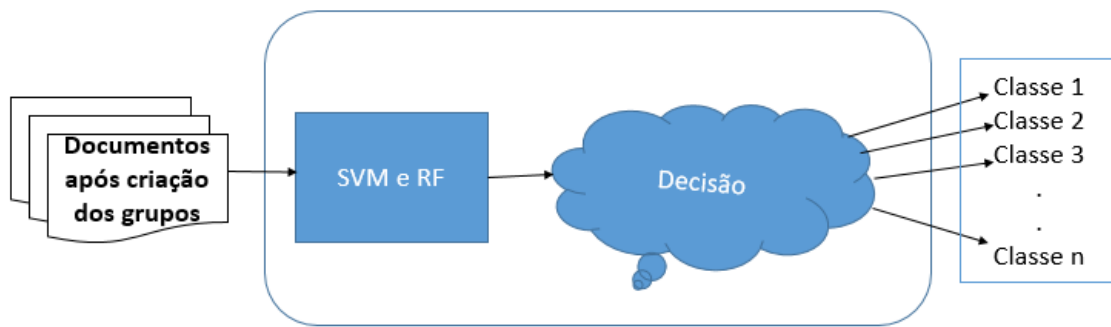 Documentos
após criação
dos grupos
SVM e RF
Decisão
Classe 1
Classe 2
Classe 3
.
.
Classe n